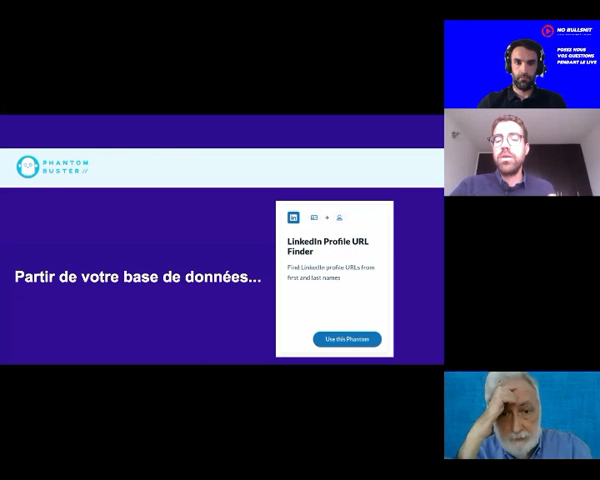 NO BULLSHIT
POSEZ NOUS
VOS QUESTIONS
PENDANT LE LIVE
PHANTOM
BUSTER //
LinkedIn Profile URL
Finder
Partir de votre base de données...
Find LinkedIn profile URLs from
first and last names
Use this Phantom